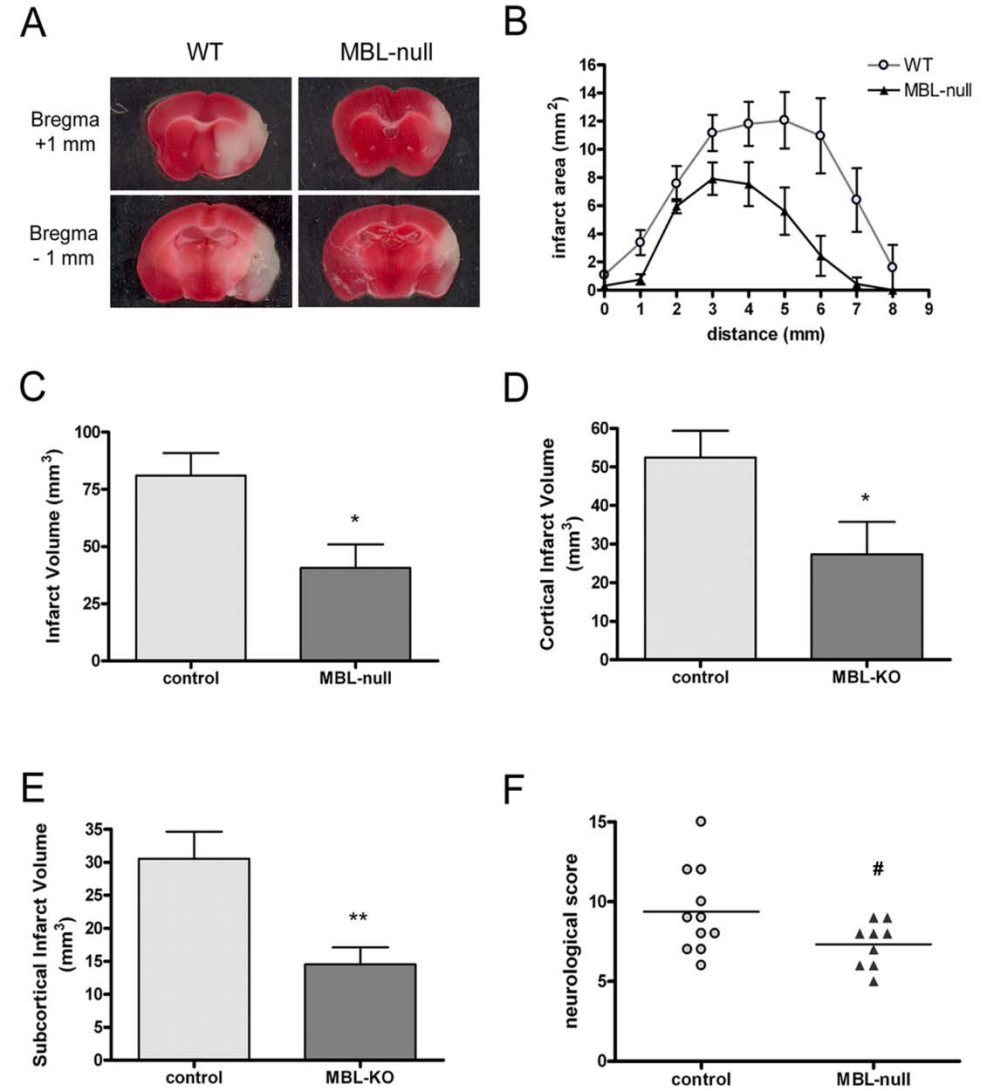 A
WT
MBL-null
Bregma
+1 mm
Bregma
- 1 mm
B
WT
MBL-null
infarct area (mm²)
16
14
12
10
8
6
4
2
0
0 1 2 3 4 5 6 7 8 9
distance (mm)
C
Infarct Volume (mm³)
100
75
50
25
0
*
control MBL-null
D
Cortical Infarct Volume
(mm³)
60
50
40
30
20
10
0
*
control MBL-KO
E
Subcortical Infarct Volume
(mm³)
35
30
25
20
15
10
5
0
**
control MBL-KO
F
neurological score
15
10
5
0
#
control MBL-null